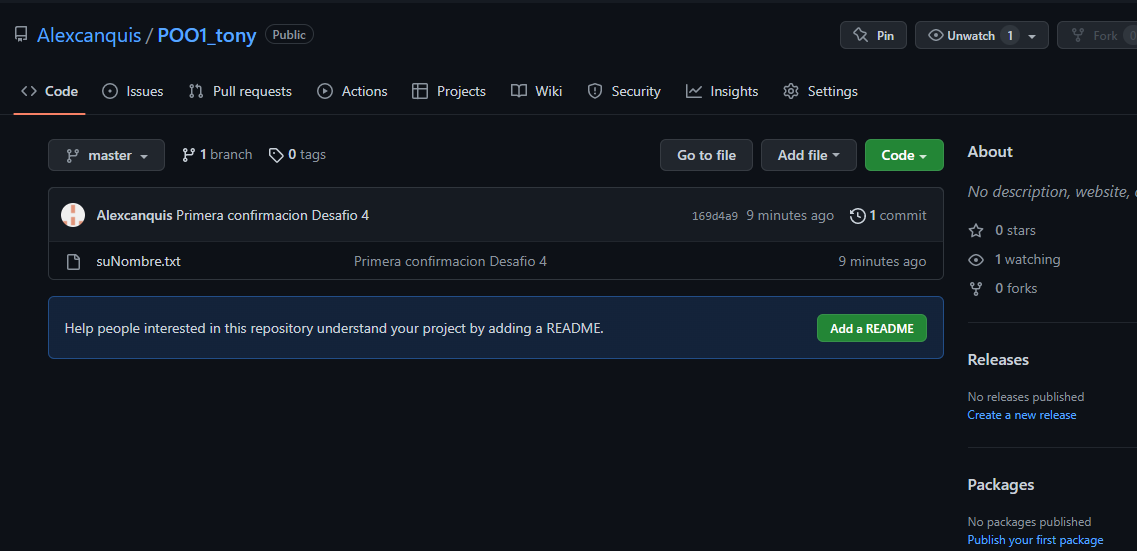 Alexcanquis / POO1_tony Public
Pin Unwatch 1 Fork 0
Code Issues Pull requests Actions Projects Wiki Security Insights Settings
master 1 branch 0 tags Go to file Add file Code
Alexcanquis Primera confirmacion Desafio 4 169d4a9 9 minutes ago 1 commit
suNombre.txt Primera confirmacion Desafio 4 9 minutes ago
Help people interested in this repository understand your project by adding a README. Add a README
About
No description, website,
0 stars
1 watching
0 forks
Releases
No releases published
Create a new release
Packages
No packages published
Publish your first package